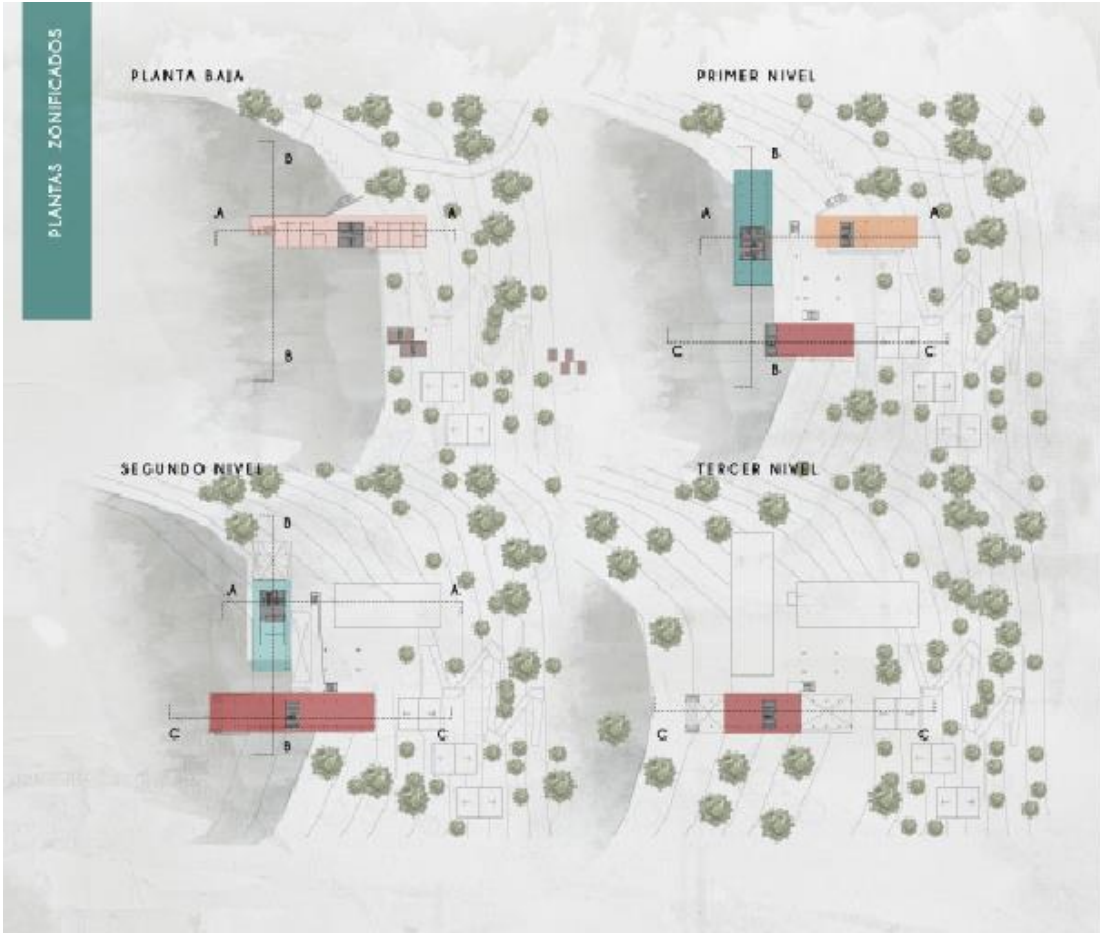 PLANTAS ZONIFICADOS
PLANTA BAJA
B
A A
B
PRIMER NIVEL
B
A A
C C
B
SEGUNDO NIVEL
B
A A
C C
B
TERCER NIVEL
C C